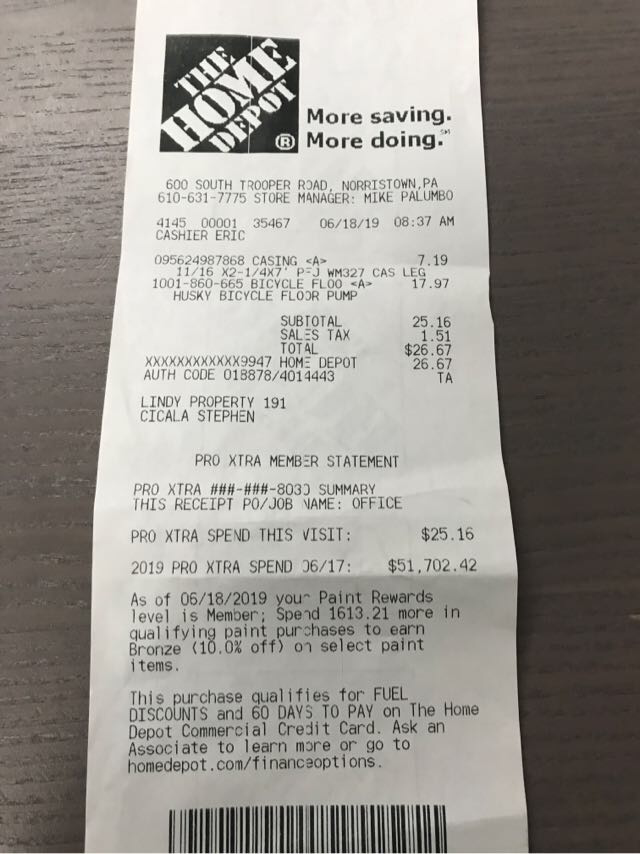 THE
HOME
DEPOT
®
More saving.
More doing.℠
600 SOUTH TROOPER ROAD, NORRISTOWN,PA
610-631-7775 STORE MANAGER: MIKE PALUMBO
4145 00001 35467 06/18/19 08:37 AM
CASHIER ERIC
095624987868 CASING <A> 7.19
11/16 X2-1/4X7' PFJ WM327 CAS LEG
1001-860-665 BICYCLE FLOO <A> 17.97
HUSKY BICYCLE FLOOR PUMP
SUBTOTAL 25.16
SALES TAX 1.51
TOTAL $26.67
XXXXXXXXXXXX9947 HOME DEPOT 26.67
AUTH CODE 018878/4014443 TA
LINDY PROPERTY 191
CICALA STEPHEN
PRO XTRA MEMBER STATEMENT
PRO XTRA ###-###-8030 SUMMARY
THIS RECEIPT PO/JOB NAME: OFFICE
PRO XTRA SPEND THIS VISIT: $25.16
2019 PRO XTRA SPEND 06/17: $51,702.42
As of 06/18/2019 your Paint Rewards
level is Member; Spend 1613.21 more in
qualifying paint purchases to earn
Bronze (10.0% off) on select paint
items.
This purchase qualifies for FUEL
DISCOUNTS and 60 DAYS TO PAY on The Home
Depot Commercial Credit Card. Ask an
Associate to learn more or go to
homedepot.com/financeoptions.